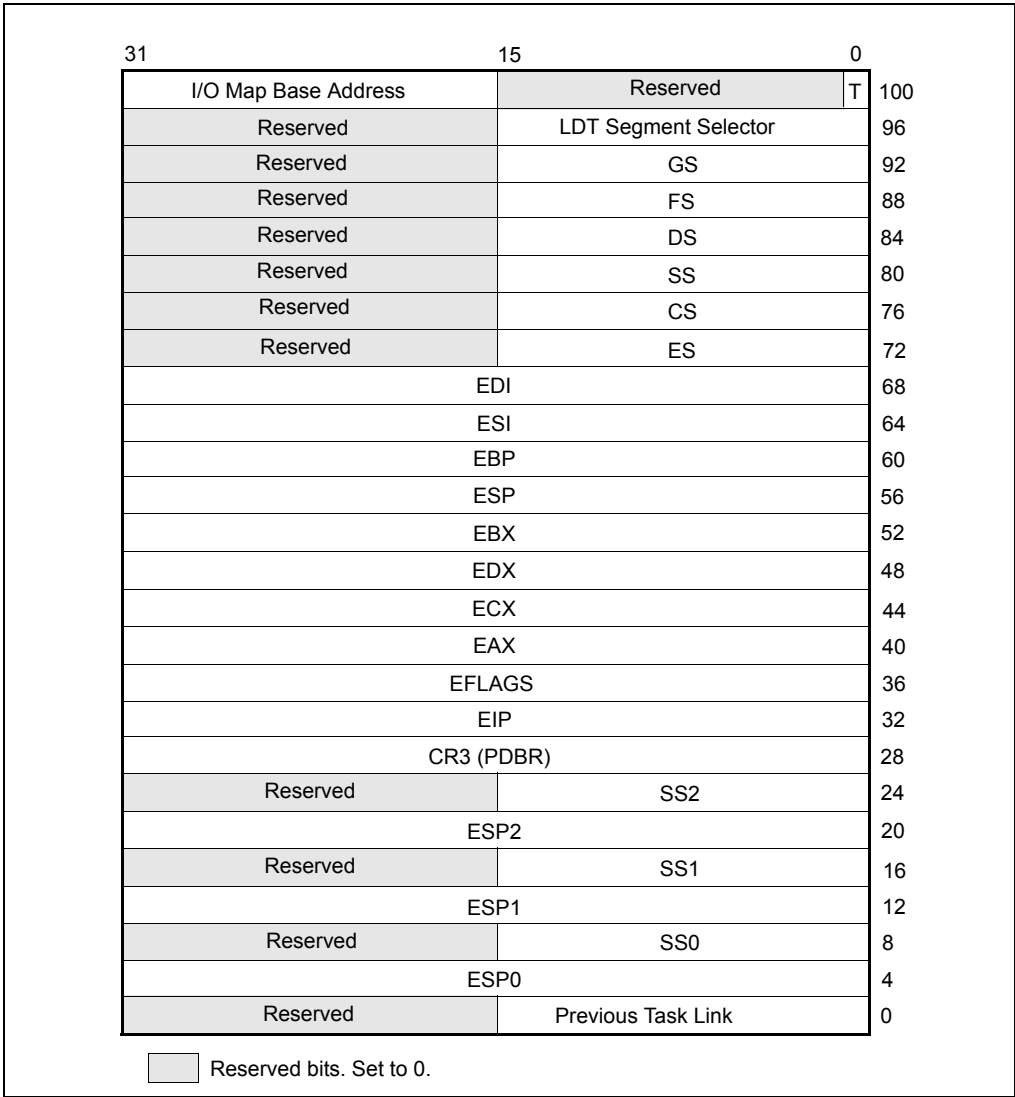 31 15 0
I/O Map Base Address Reserved T 100
Reserved LDT Segment Selector 96
Reserved GS 92
Reserved FS 88
Reserved DS 84
Reserved SS 80
Reserved CS 76
Reserved ES 72
EDI 68
ESI 64
EBP 60
ESP 56
EBX 52
EDX 48
ECX 44
EAX 40
EFLAGS 36
EIP 32
CR3 (PDBR) 28
Reserved SS2 24
ESP2 20
Reserved SS1 16
ESP1 12
Reserved SS0 8
ESP0 4
Reserved Previous Task Link 0
Reserved bits. Set to 0.